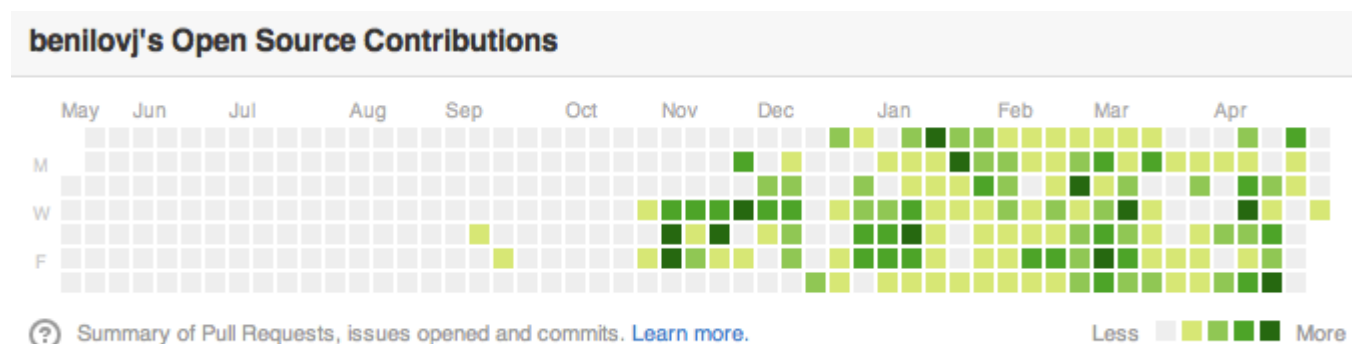 benilovj's Open Source Contributions
May Jun Jul Aug Sep Oct Nov Dec Jan Feb Mar Apr
M
W
F
? Summary of Pull Requests, issues opened and commits. Learn more. Less More